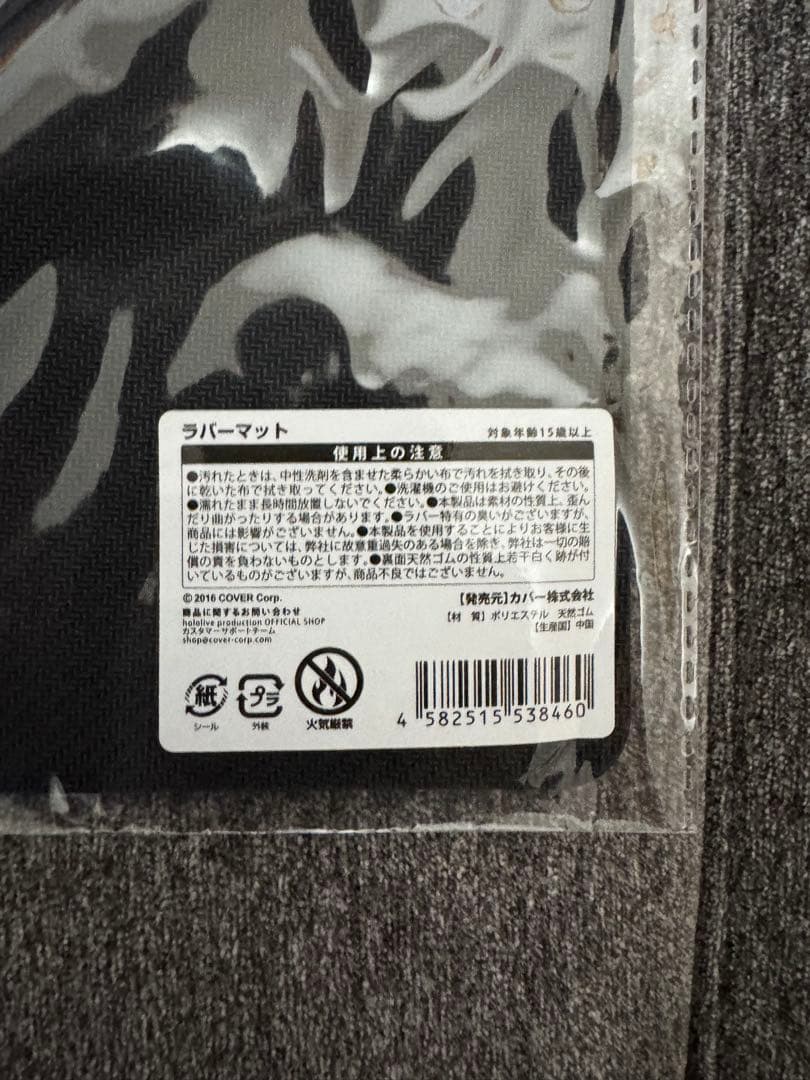 ラバーマット
対象年齢15歳以上
使用上の注意
●汚れたときは、中性洗剤を含ませた柔らかい布で汚れを拭き取り、その後
に乾いた布で拭き取ってください。●洗濯機のご使用はお避けください。
●濡れたまま長時間放置しないでください。●本製品は素材の性質上、歪ん
だり曲がったりする場合があります。●ラバー特有の臭いがございますが、
商品には影響がございません。●本製品を使用することによりお客様に生
じた損害については、弊社に故意重過失のある場合を除き、弊社は一切の賠
償の責を負わないものとします。●裏面天然ゴムの性質上若干白く跡が付
いているものがございますが、商品不良ではございません。
©2016 COVER Corp.
【発売元】カバー株式会社
商品に関するお問い合わせ
hololive production OFFICIAL SHOP
カスタマーサポートチーム
shop@cover-corp.com
【材 質】ポリエステル 天然ゴム
【生産国】中国
紙
シール
プラ
外袋
火気厳禁
4 582515 538460